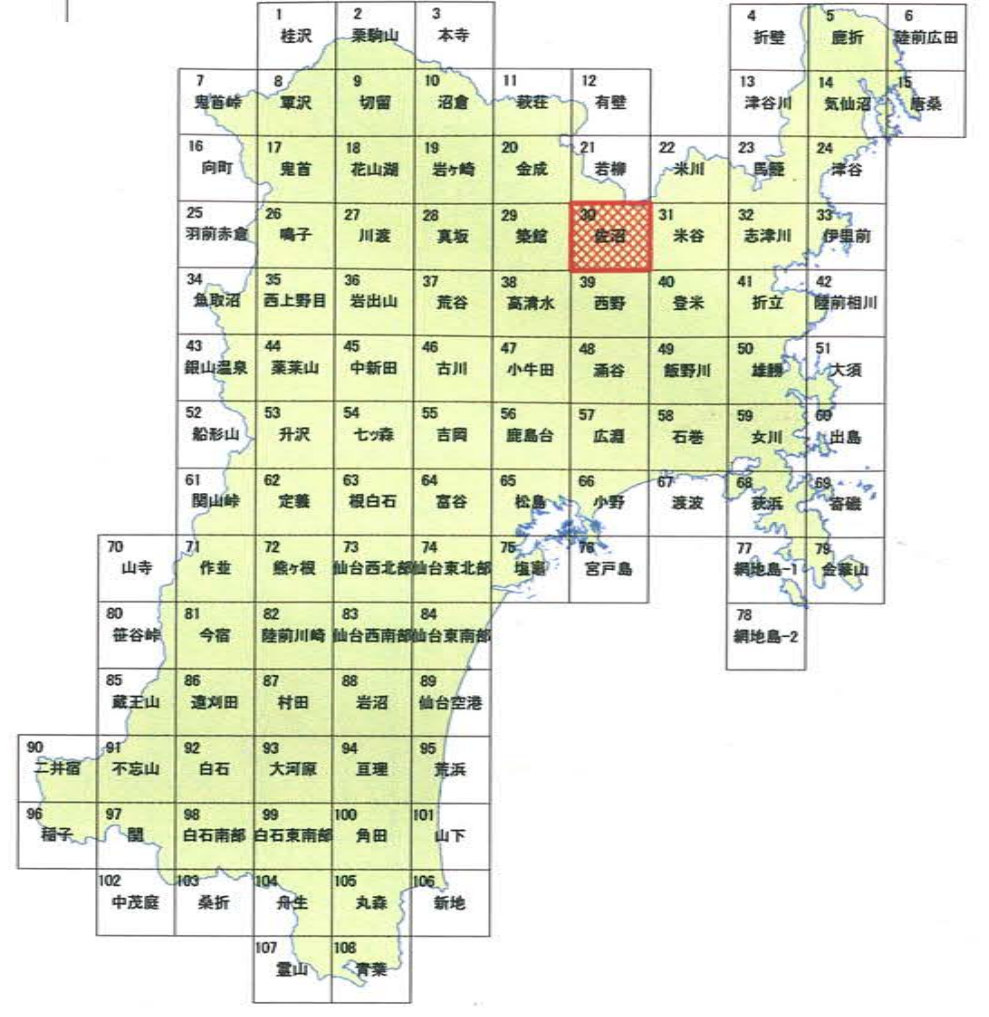 1 2 3 4 5 6
桂沢 栗駒山 本寺 折壁 鹿折 陸前広田
7 8 9 10 11 12 13 14 15
鬼首峠 軍沢 切留 沼倉 萩荘 有壁 津谷川 気仙沼 唐桑
16 17 18 19 20 21 22 23 24
向町 鬼首 花山湖 岩ヶ崎 金成 若柳 米川 馬籠 津谷
25 26 27 28 29 30 31 32 33
羽前赤倉 鳴子 川渡 真坂 築館 佐沼 米谷 志津川 伊里前
34 35 36 37 38 39 40 41 42
魚取沼 西上野目 岩出山 荒谷 高清水 西野 登米 折立 陸前相川
43 44 45 46 47 48 49 50 51
銀山温泉 薬莱山 中新田 古川 小牛田 涌谷 飯野川 雄勝 大須
52 53 54 55 56 57 58 59 60
船形山 升沢 七ッ森 吉岡 鹿島台 広淵 石巻 女川 出島
61 62 63 64 65 66 67 68 69
関山峠 定義 根白石 富谷 松島 小野 渡波 荻浜 寄磯
70 71 72 73 74 75 76 77 79
山寺 作並 熊ヶ根 仙台西北部 仙台東北部 塩竈 宮戸島 網地島-1 金華山
80 81 82 83 84 78
笹谷峠 今宿 陸前川崎 仙台西南部 仙台東南部 網地島-2
85 86 87 88 89
蔵王山 遠刈田 村田 岩沼 仙台空港
90 91 92 93 94 95
二井宿 不忘山 白石 大河原 亘理 荒浜
96 97 98 99 100 101
稲子 関 白石南部 白石東南部 角田 山下
102 103 104 105 106
中茂庭 桑折 舟生 丸森 新地
107 108
霊山 青葉